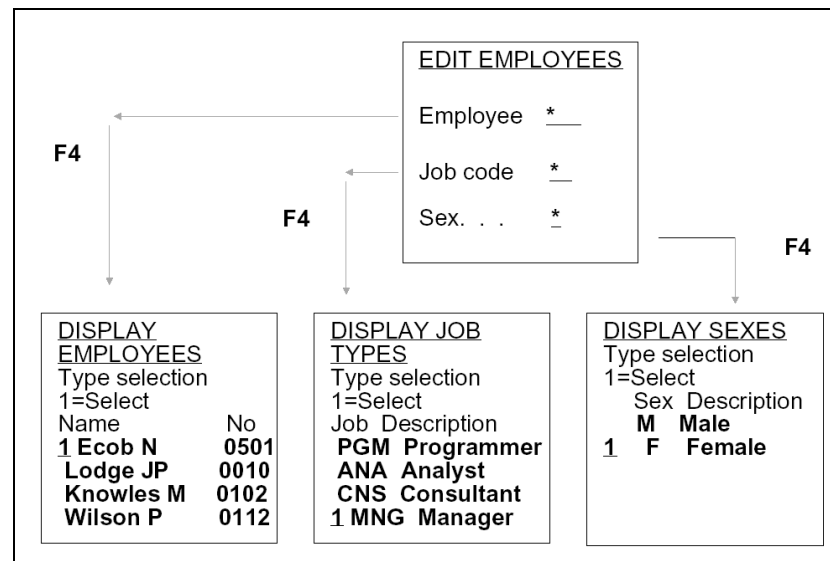 EDIT EMPLOYEES
Employee *
Job code *
Sex. . . *
F4
F4
F4
DISPLAY
EMPLOYEES
Type selection
1=Select
Name No
1 Ecob N 0501
Lodge JP 0010
Knowles M 0102
Wilson P 0112
DISPLAY JOB
TYPES
Type selection
1=Select
Job Description
PGM Programmer
ANA Analyst
CNS Consultant
1 MNG Manager
DISPLAY SEXES
Type selection
1=Select
Sex Description
M Male
1 F Female